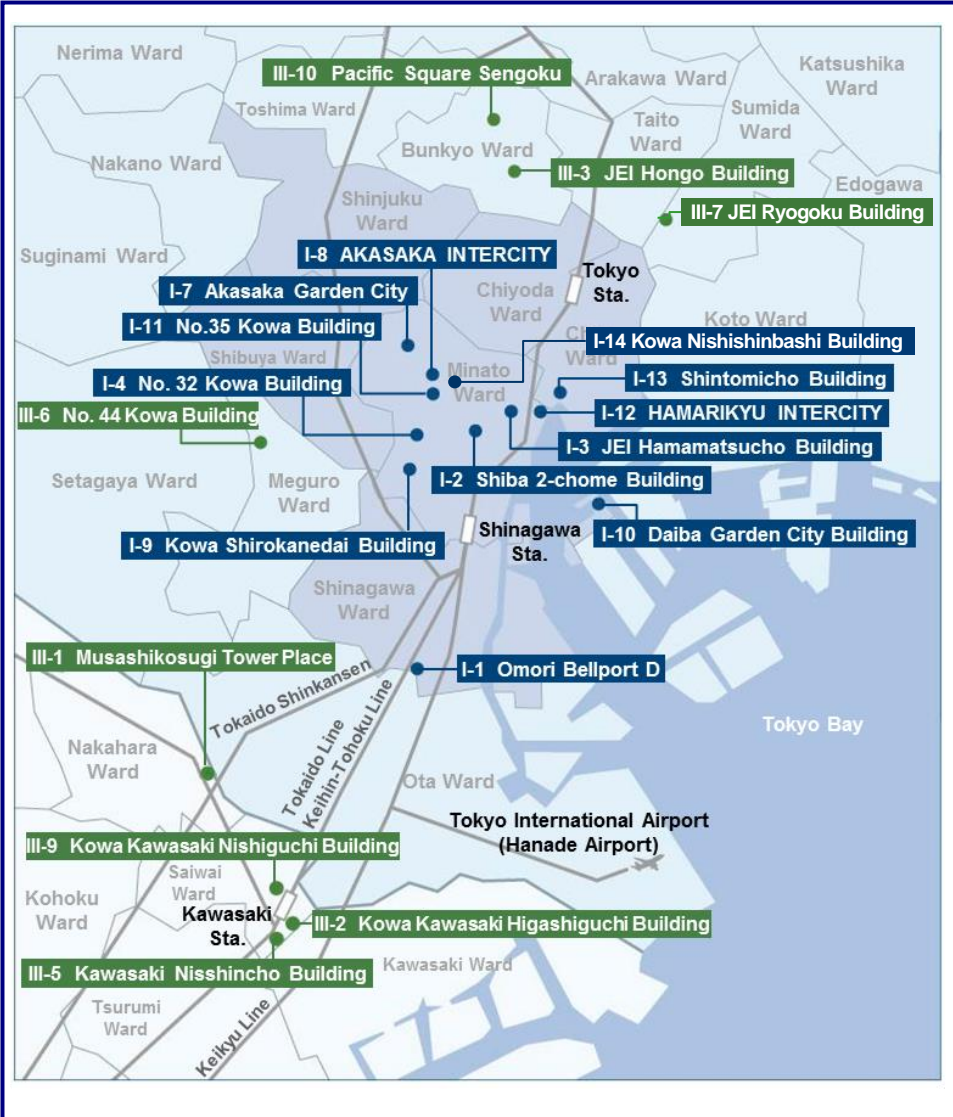 Nerima Ward
III-10 Pacific Square Sengoku
Arakawa Ward
Katsushika
Ward
Toshima Ward
Sumida
Ward
Taito
Ward
Nakano Ward
Bunkyo Ward
III-3 JEI Hongo Building
Edogawa
Shinjuku
Ward
III-7 JEI Ryogoku Building
Suginami Ward
I-8 AKASAKA INTERCITY
Tokyo
Sta.
I-7 Akasaka Garden City
Chiyoda
Ward
Koto Ward
I-11 No.35 Kowa Building
Ward
I-14 Kowa Nishishinbashi Building
Shibuya Ward
Minato
Ward
I-4 No. 32 Kowa Building
I-13 Shintomicho Building
III-6 No. 44 Kowa Building
I-12 HAMARIKYU INTERCITY
I-3 JEI Hamamatsucho Building
Setagaya Ward
Meguro
Ward
I-2 Shiba 2-chome Building
Shinagawa
Sta.
I-10 Daiba Garden City Building
I-9 Kowa Shirokanedai Building
Shinagawa
Ward
III-1 Musashikosugi Tower Place
I-1 Omori Bellport D
Tokaido Shinkansen
Tokyo Bay
Nakahara
Ward
Tokaido Line
Keihin-Tohoku Line
Ota Ward
Tokyo International Airport
(Hanade Airport)
III-9 Kowa Kawasaki Nishiguchi Building
Saiwai
Ward
Kohoku
Ward
Kawasaki
Sta.
III-2 Kowa Kawasaki Higashiguchi Building
III-5 Kawasaki Nisshincho Building
Kawasaki Ward
Tsurumi
Ward
Keikyu Line